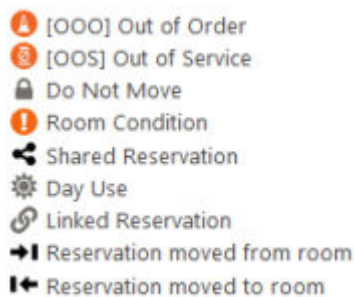 [OOO] Out of Order
[OOS] Out of Service
Do Not Move
Room Condition
Shared Reservation
Day Use
Linked Reservation
Reservation moved from room
Reservation moved to room